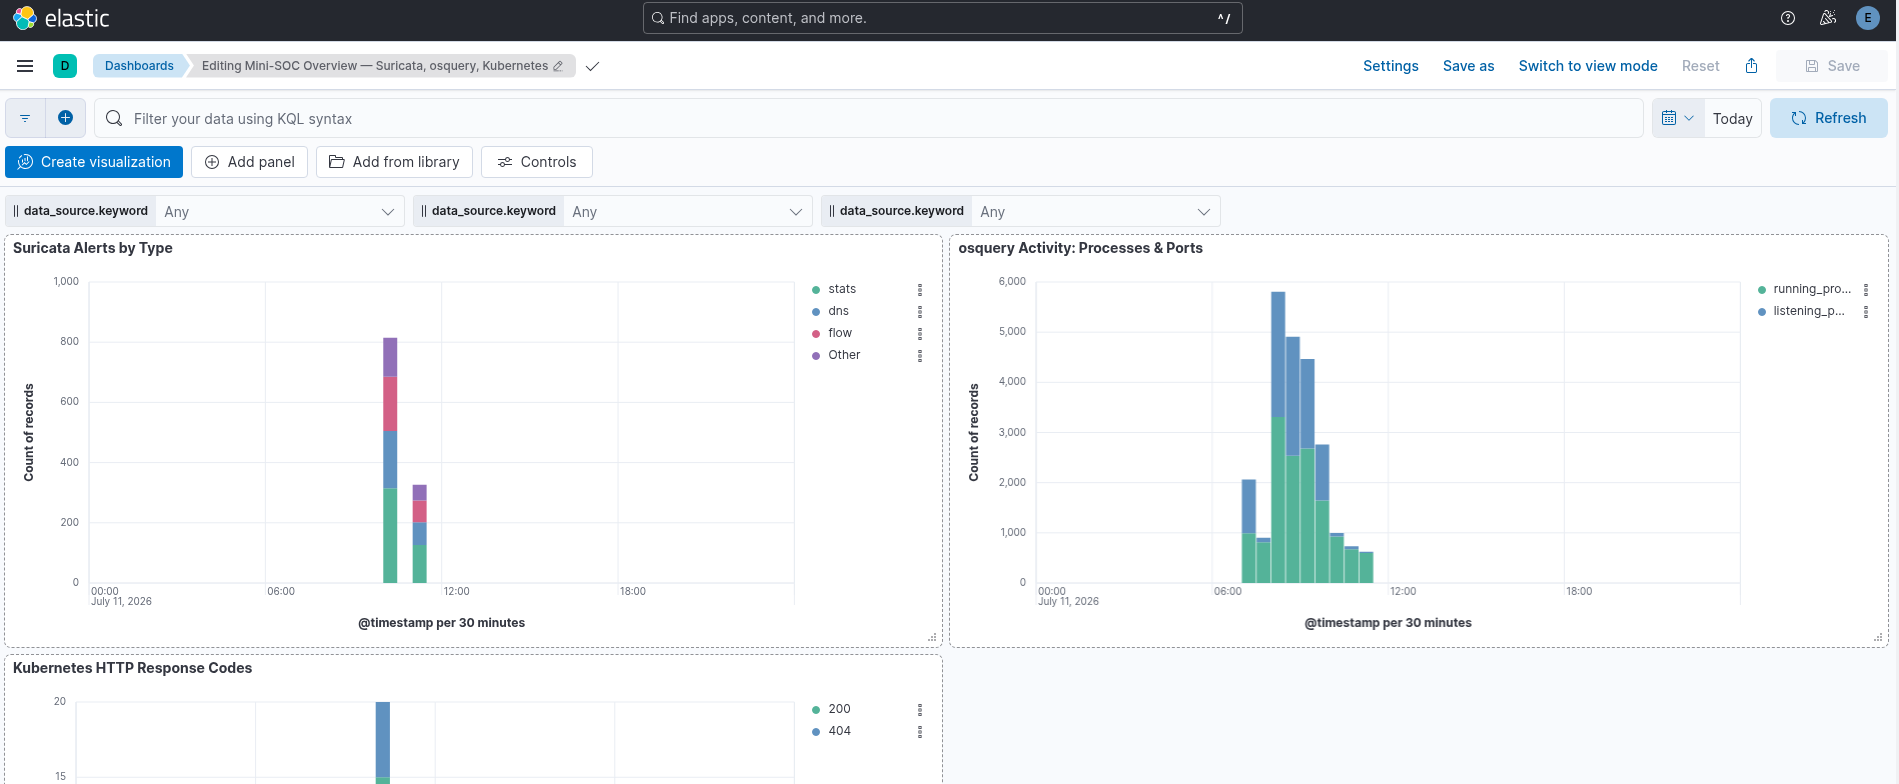 elastic
Find apps, content, and more.
^ /
E
D
Dashboards
Editing Mini-SOC Overview — Suricata, osquery, Kubernetes
Settings
Save as
Switch to view mode
Reset
Save
Filter your data using KQL syntax
Today
Refresh
Create visualization
Add panel
Add from library
Controls
data_source.keyword
Any
data_source.keyword
Any
data_source.keyword
Any
Suricata Alerts by Type
1,000
800
600
400
200
0
Count of records
00:00
July 11, 2026
06:00
12:00
18:00
@timestamp per 30 minutes
stats
dns
flow
Other
osquery Activity: Processes & Ports
6,000
5,000
4,000
3,000
2,000
1,000
0
Count of records
00:00
July 11, 2026
06:00
12:00
18:00
@timestamp per 30 minutes
running_pro...
listening_p...
Kubernetes HTTP Response Codes
20
15
200
404